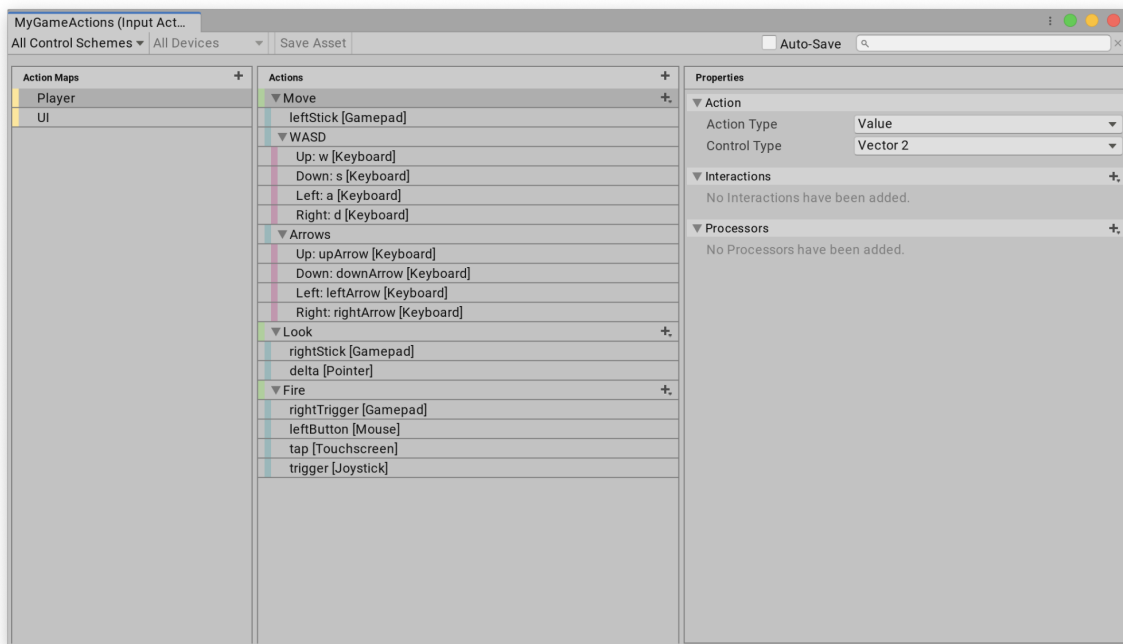 MyGameActions (Input Act...
All Control Schemes All Devices Save Asset Auto-Save
Action Maps
Player
UI
Actions
Move
leftStick [Gamepad]
WASD
Up: w [Keyboard]
Down: s [Keyboard]
Left: a [Keyboard]
Right: d [Keyboard]
Arrows
Up: upArrow [Keyboard]
Down: downArrow [Keyboard]
Left: leftArrow [Keyboard]
Right: rightArrow [Keyboard]
Look
rightStick [Gamepad]
delta [Pointer]
Fire
rightTrigger [Gamepad]
leftButton [Mouse]
tap [Touchscreen]
trigger [Joystick]
Properties
Action
Action Type Value
Control Type Vector 2
Interactions
No Interactions have been added.
Processors
No Processors have been added.